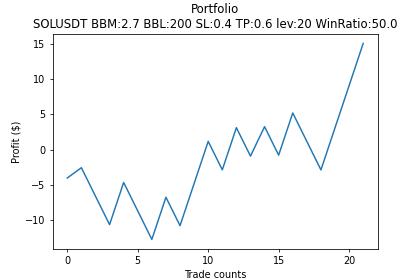 Portfolio
SOLUSDT BBM:2.7 BBL:200 SL:0.4 TP:0.6 lev:20 WinRatio:50.0
15
10
5
0
−5
−10
Profit ($)
0
5
10
15
20
Trade counts